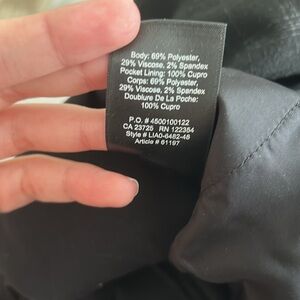 Body: 69% Polyester,
29% Viscose, 2% Spandex
Pocket Lining: 100% Cupro
Corps: 69% Polyester,
29% Viscose, 2% Spandex
Doublure De La Poche:
100% Cupro
P.O. # 4500100122
CA 23725 RN 122354
Style # LIA0-6482-48
Article # 61197